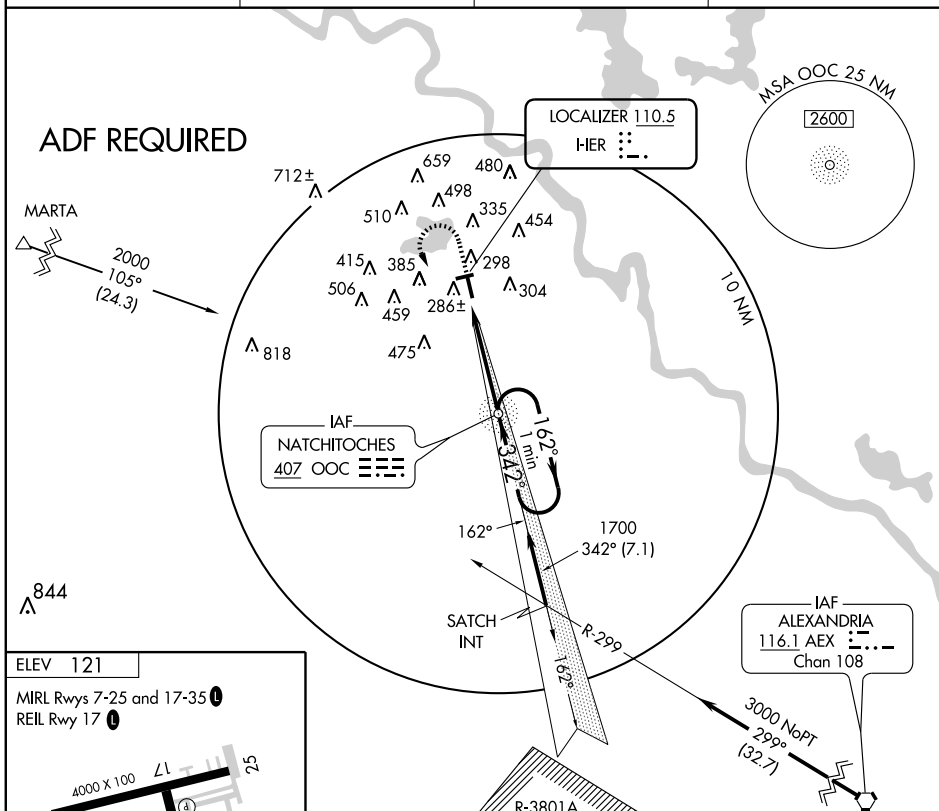 MSA OOC 25 NM
2600
LOCALIZER 110.5
I-IER
ADF REQUIRED
712±
659
480
498
510
335
454
MARTA
2000
105°
(24.3)
415
385
298
506
459
286±
304
10 NM
818
475
IAF
NATCHITOCHES
407 OOC
162°
1 min
342°
162°
1700
342° (7.1)
844
SATCH
INT
R-299
162°
IAF
ALEXANDRIA
116.1 AEX
Chan 108
3000 NoPT
299°
(32.7)
ELEV 121
MIRL Rwys 7-25 and 17-35 L
REIL Rwy 17 L
4000 X 100
17
25
P
R-3801A